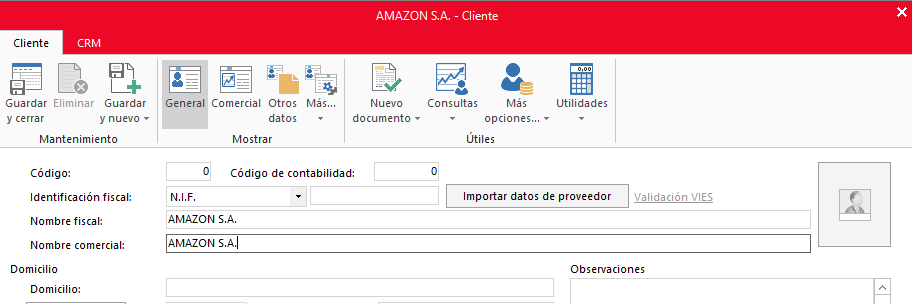 AMAZON S.A. - Cliente
Cliente CRM
Guardar y cerrar
Eliminar
Guardar y nuevo
General
Comercial
Otros datos
Más...
Nuevo documento
Consultas
Más opciones...
Utilidades
Mantenimiento
Mostrar
Útiles
Código: 0 Código de contabilidad: 0
Identificación fiscal: N.I.F. Importar datos de proveedor Validación VIES
Nombre fiscal: AMAZON S.A.
Nombre comercial: AMAZON S.A.
Domicilio Observaciones
Domicilio: